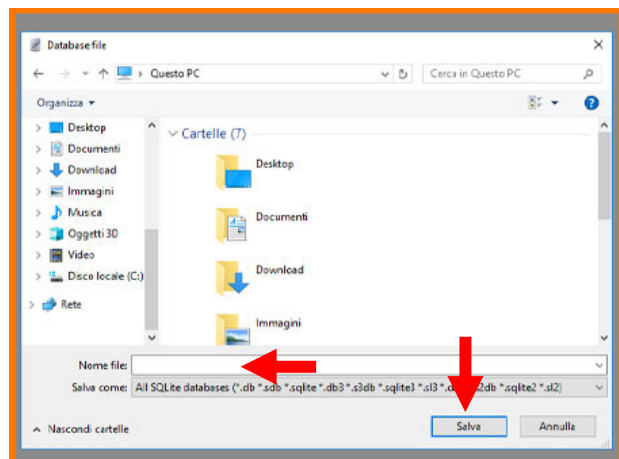 Database file
Questo PC
Cerca in Questo PC
Organizza
Desktop
Documenti
Download
Immagini
Musica
Oggetti 3D
Video
Disco locale (C:)
Rete
Cartelle (7)
Desktop
Documenti
Download
Immagini
Nome file:
Salva come: All SQLite databases (*.db *.sdb *.sqlite *.db3 *.s3db *.sqlite3 *.sl3 *.sqlite2 *.sl2)
Nascondi cartelle
Salva
Annulla